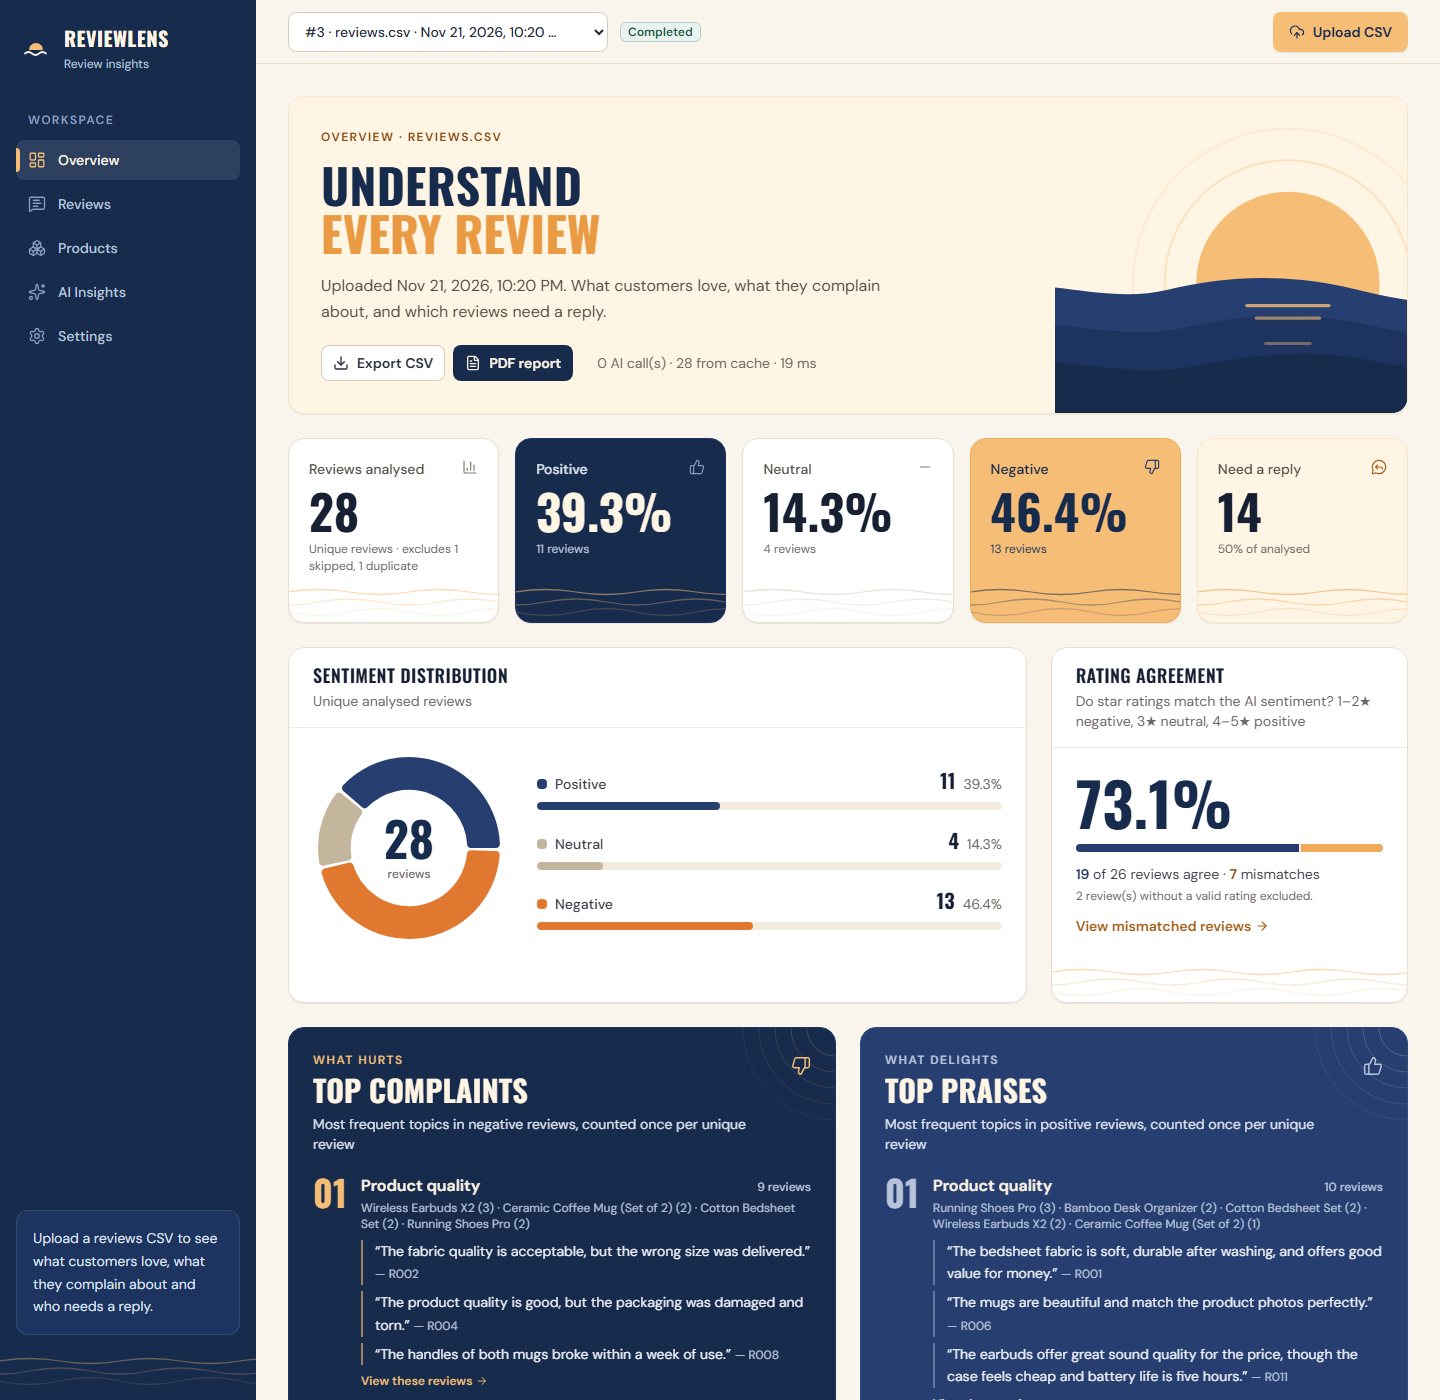 REVIEWLENS
Review insights
WORKSPACE
Overview
Reviews
Products
AI Insights
Settings
Upload a reviews CSV to see
what customers love, what
they complain about and
who needs a reply.
#3 · reviews.csv · Nov 21, 2026, 10:20 ...
Completed
Upload CSV
OVERVIEW · REVIEWS.CSV
UNDERSTAND
EVERY REVIEW
Uploaded Nov 21, 2026, 10:20 PM. What customers love, what they complain
about, and which reviews need a reply.
Export CSV
PDF report
0 AI call(s) · 28 from cache · 19 ms
Reviews analysed
28
Unique reviews · excludes 1
skipped, 1 duplicate
Positive
39.3%
11 reviews
Neutral
14.3%
4 reviews
Negative
46.4%
13 reviews
Need a reply
14
50% of analysed
SENTIMENT DISTRIBUTION
Unique analysed reviews
28
reviews
Positive 11 39.3%
Neutral 4 14.3%
Negative 13 46.4%
RATING AGREEMENT
Do star ratings match the AI sentiment? 1–2★
negative, 3★ neutral, 4–5★ positive
73.1%
19 of 26 reviews agree · 7 mismatches
2 review(s) without a valid rating excluded.
View mismatched reviews →
WHAT HURTS
TOP COMPLAINTS
Most frequent topics in negative reviews, counted once per unique
review
01 Product quality 9 reviews
Wireless Earbuds X2 (3) · Ceramic Coffee Mug (Set of 2) (2) · Cotton Bedsheet
Set (2) · Running Shoes Pro (2)
“The fabric quality is acceptable, but the wrong size was delivered.”
— R002
“The product quality is good, but the packaging was damaged and
torn.” — R004
“The handles of both mugs broke within a week of use.” — R008
View these reviews →
WHAT DELIGHTS
TOP PRAISES
Most frequent topics in positive reviews, counted once per unique
review
01 Product quality 10 reviews
Running Shoes Pro (3) · Bamboo Desk Organizer (2) · Cotton Bedsheet Set (2) ·
Wireless Earbuds X2 (2) · Ceramic Coffee Mug (Set of 2) (1)
“The bedsheet fabric is soft, durable after washing, and offers good
value for money.” — R001
“The mugs are beautiful and match the product photos perfectly.”
— R006
“The earbuds offer great sound quality for the price, though the
case feels cheap and battery life is five hours.” — R011